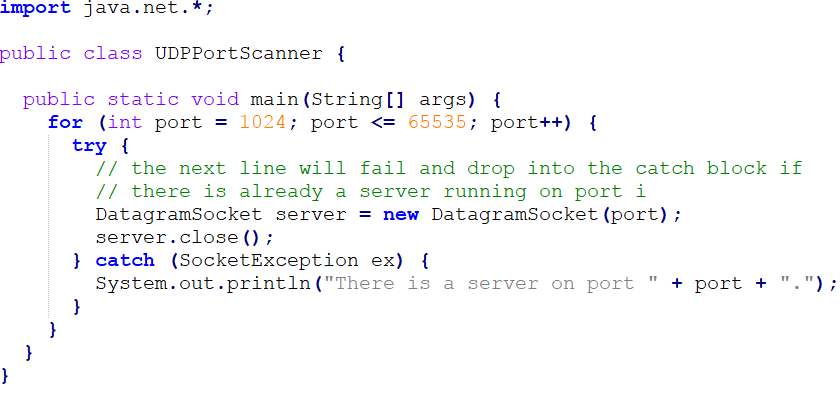 import java.net.*;
public class UDPPortScanner {
public static void main(String[] args) {
for (int port = 1024; port <= 65535; port++) {
try {
// the next line will fail and drop into the catch block if
// there is already a server running on port i
DatagramSocket server = new DatagramSocket(port);
server.close();
} catch (SocketException ex) {
System.out.println("There is a server on port " + port + ".");
}
}
}
}